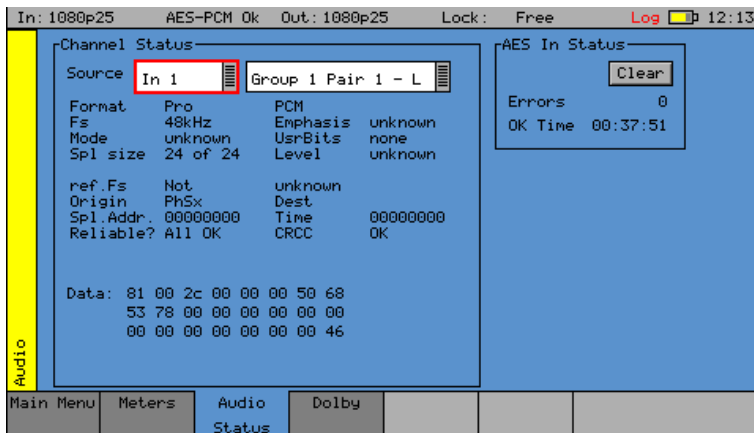 In:1080p25 AES-PCM Ok Out:1080p25 Lock: Free Log 12:13
Channel Status
Source In 1 Group 1 Pair 1 - L
Format Pro PCM
Fs 48kHz Emphasis unknown
Mode unknown UsrBits none
Spl size 24 of 24 Level unknown
ref.Fs Not unknown
Origin PhSx Dest
Spl.Addr. 00000000 Time 00000000
Reliable? All OK CRCC OK
Data: 81 00 2c 00 00 00 50 68
53 78 00 00 00 00 00 00
00 00 00 00 00 00 00 46
AES In Status
Clear
Errors 0
OK Time 00:37:51
Audio
Main Menu Meters Audio Status Dolby